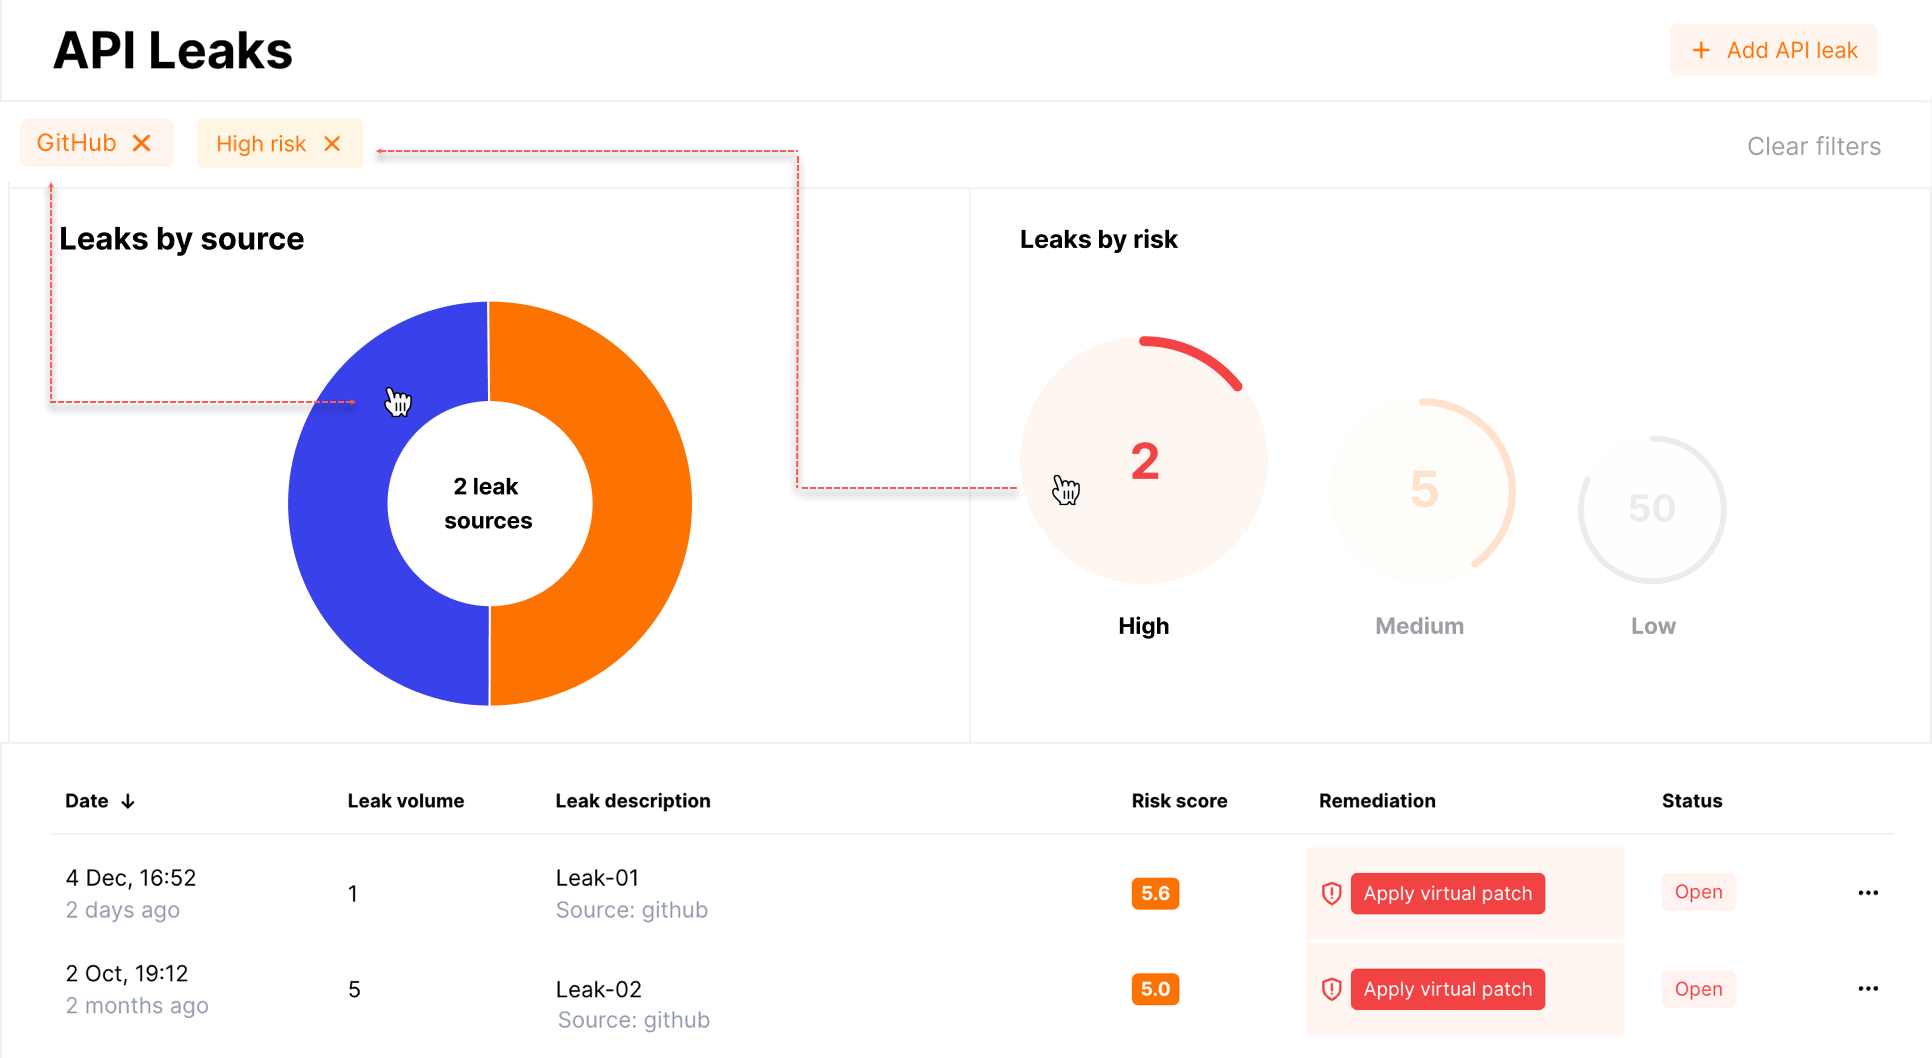 API Leaks
+ Add API leak
GitHub ✕
High risk ✕
Clear filters
Leaks by source
2 leak
sources
Leaks by risk
2
5
50
High
Medium
Low
Date ↓ Leak volume Leak description Risk score Remediation Status
4 Dec, 16:52
2 days ago
1
Leak-01
Source: github
5.6
Apply virtual patch
Open
2 Oct, 19:12
2 months ago
5
Leak-02
Source: github
5.0
Apply virtual patch
Open